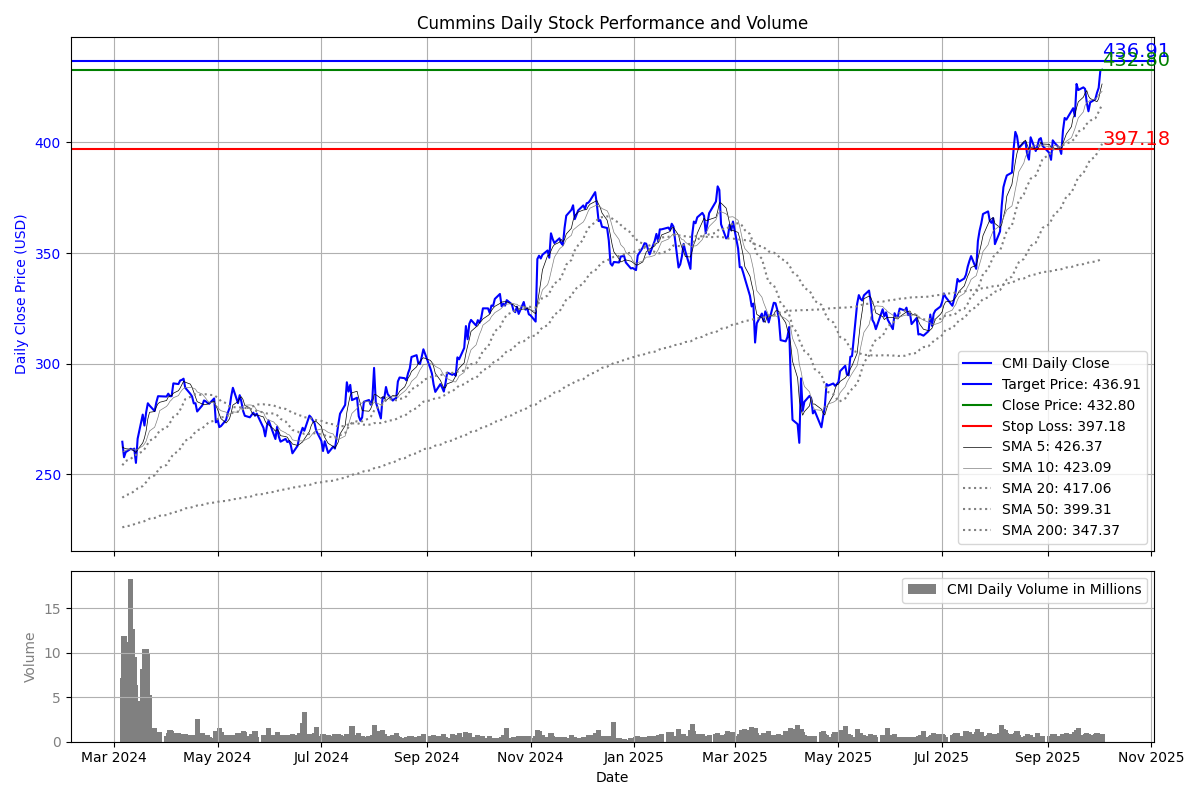 Cummins Daily Stock Performance and Volume
436.91
432.80
397.18
Daily Close Price (USD)
400
350
300
250
CMI Daily Close
Target Price: 436.91
Close Price: 432.80
Stop Loss: 397.18
SMA 5: 426.37
SMA 10: 423.09
SMA 20: 417.06
SMA 50: 399.31
SMA 200: 347.37
CMI Daily Volume in Millions
Volume
15
10
5
0
Mar 2024
May 2024
Jul 2024
Sep 2024
Nov 2024
Jan 2025
Mar 2025
May 2025
Jul 2025
Sep 2025
Nov 2025
Date